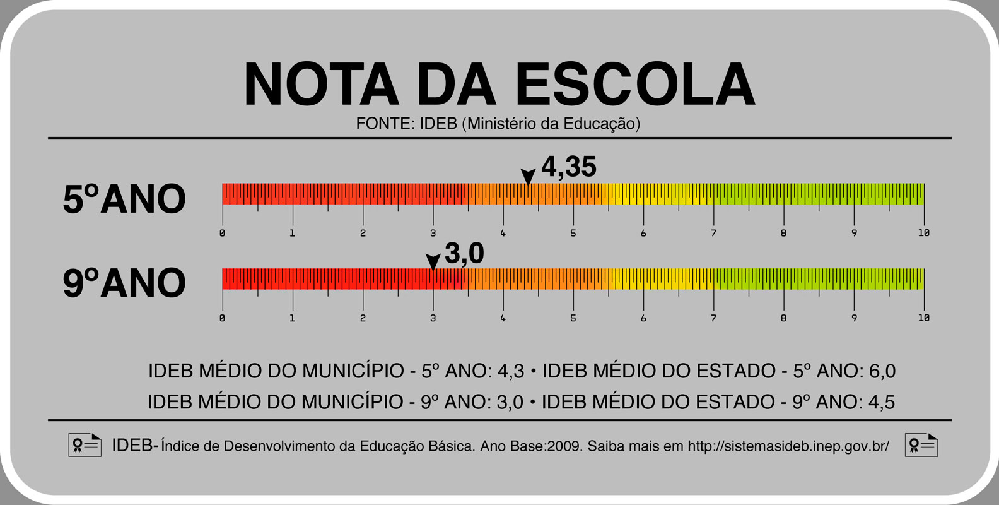 NOTA DA ESCOLA
FONTE: IDEB (Ministério da Educação)
4,35
5ºANO
0 1 2 3 4 5 6 7 8 9 10
3,0
9ºANO
0 1 2 3 4 5 6 7 8 9 10
IDEB MÉDIO DO MUNICÍPIO - 5º ANO: 4,3 • IDEB MÉDIO DO ESTADO - 5º ANO: 6,0
IDEB MÉDIO DO MUNICÍPIO - 9º ANO: 3,0 • IDEB MÉDIO DO ESTADO - 9º ANO: 4,5
IDEB- Índice de Desenvolvimento da Educação Básica. Ano Base:2009. Saiba mais em http://sistemasideb.inep.gov.br/